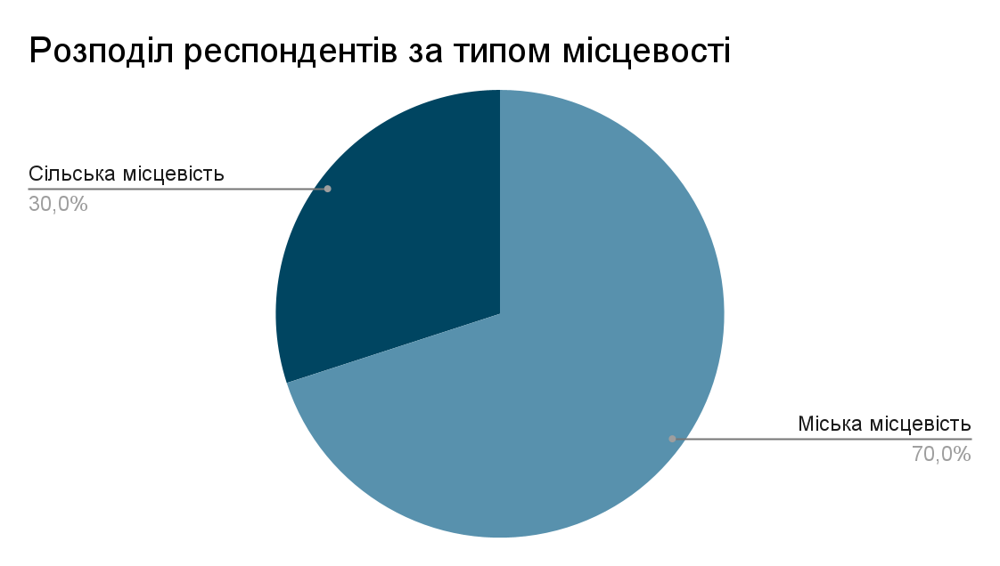 Розподіл респондентів за типом місцевості
Сільська місцевість
30,0%
Міська місцевість
70,0%